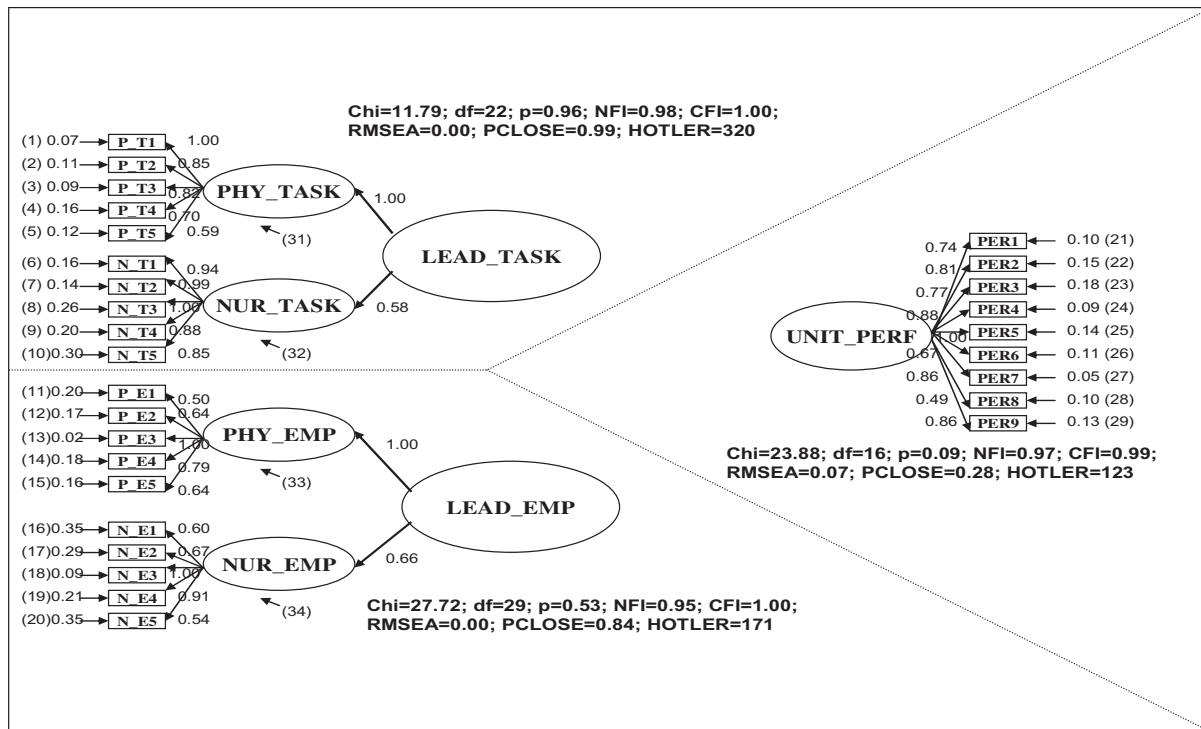 Chi=11.79; df=22; p=0.96; NFI=0.98; CFI=1.00;
RMSEA=0.00; PCLOSE=0.99; HOTLER=320
(1) 0.07 P_T1 1.00
(2) 0.11 P_T2 0.85
(3) 0.09 P_T3 0.82
(4) 0.16 P_T4 0.70
(5) 0.12 P_T5 0.59
PHY_TASK
(31)
1.00
LEAD_TASK
(6) 0.16 N_T1 0.94
(7) 0.14 N_T2 0.99
(8) 0.26 N_T3 1.00
(9) 0.20 N_T4 0.88
(10)0.30 N_T5 0.85
NUR_TASK
(32)
0.58
(11)0.20 P_E1 0.50
(12)0.17 P_E2 0.64
(13)0.02 P_E3 1.00
(14)0.18 P_E4 0.79
(15)0.16 P_E5 0.64
PHY_EMP
(33)
1.00
LEAD_EMP
(16)0.35 N_E1 0.60
(17)0.29 N_E2 0.67
(18)0.09 N_E3 1.00
(19)0.21 N_E4 0.91
(20)0.35 N_E5 0.54
NUR_EMP
(34)
0.66
Chi=27.72; df=29; p=0.53; NFI=0.95; CFI=1.00;
RMSEA=0.00; PCLOSE=0.84; HOTLER=171
UNIT_PERF
0.74 PER1 0.10 (21)
0.81 PER2 0.15 (22)
0.77 PER3 0.18 (23)
0.88 PER4 0.09 (24)
1.00 PER5 0.14 (25)
0.67 PER6 0.11 (26)
0.86 PER7 0.05 (27)
0.49 PER8 0.10 (28)
0.86 PER9 0.13 (29)
Chi=23.88; df=16; p=0.09; NFI=0.97; CFI=0.99;
RMSEA=0.07; PCLOSE=0.28; HOTLER=123